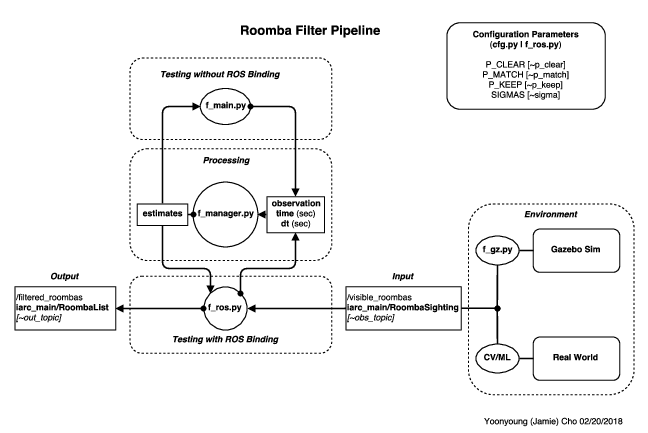 Roomba Filter Pipeline
Configuration Parameters
(cfg.py | f_ros.py)
P_CLEAR [~p_clear]
P_MATCH [~p_match]
P_KEEP [~p_keep]
SIGMAS [~sigma]
Testing without ROS Binding
f_main.py
Processing
estimates
f_manager.py
observation
time (sec)
dt (sec)
Environment
f_gz.py
Gazebo Sim
Output
/filtered_roombas
iarc_main/RoombaList
[~out_topic]
f_ros.py
Testing with ROS Binding
Input
/visible_roombas
iarc_main/RoombaSighting
[~obs_topic]
CV/ML
Real World
Yoonyoung (Jamie) Cho 02/20/2018